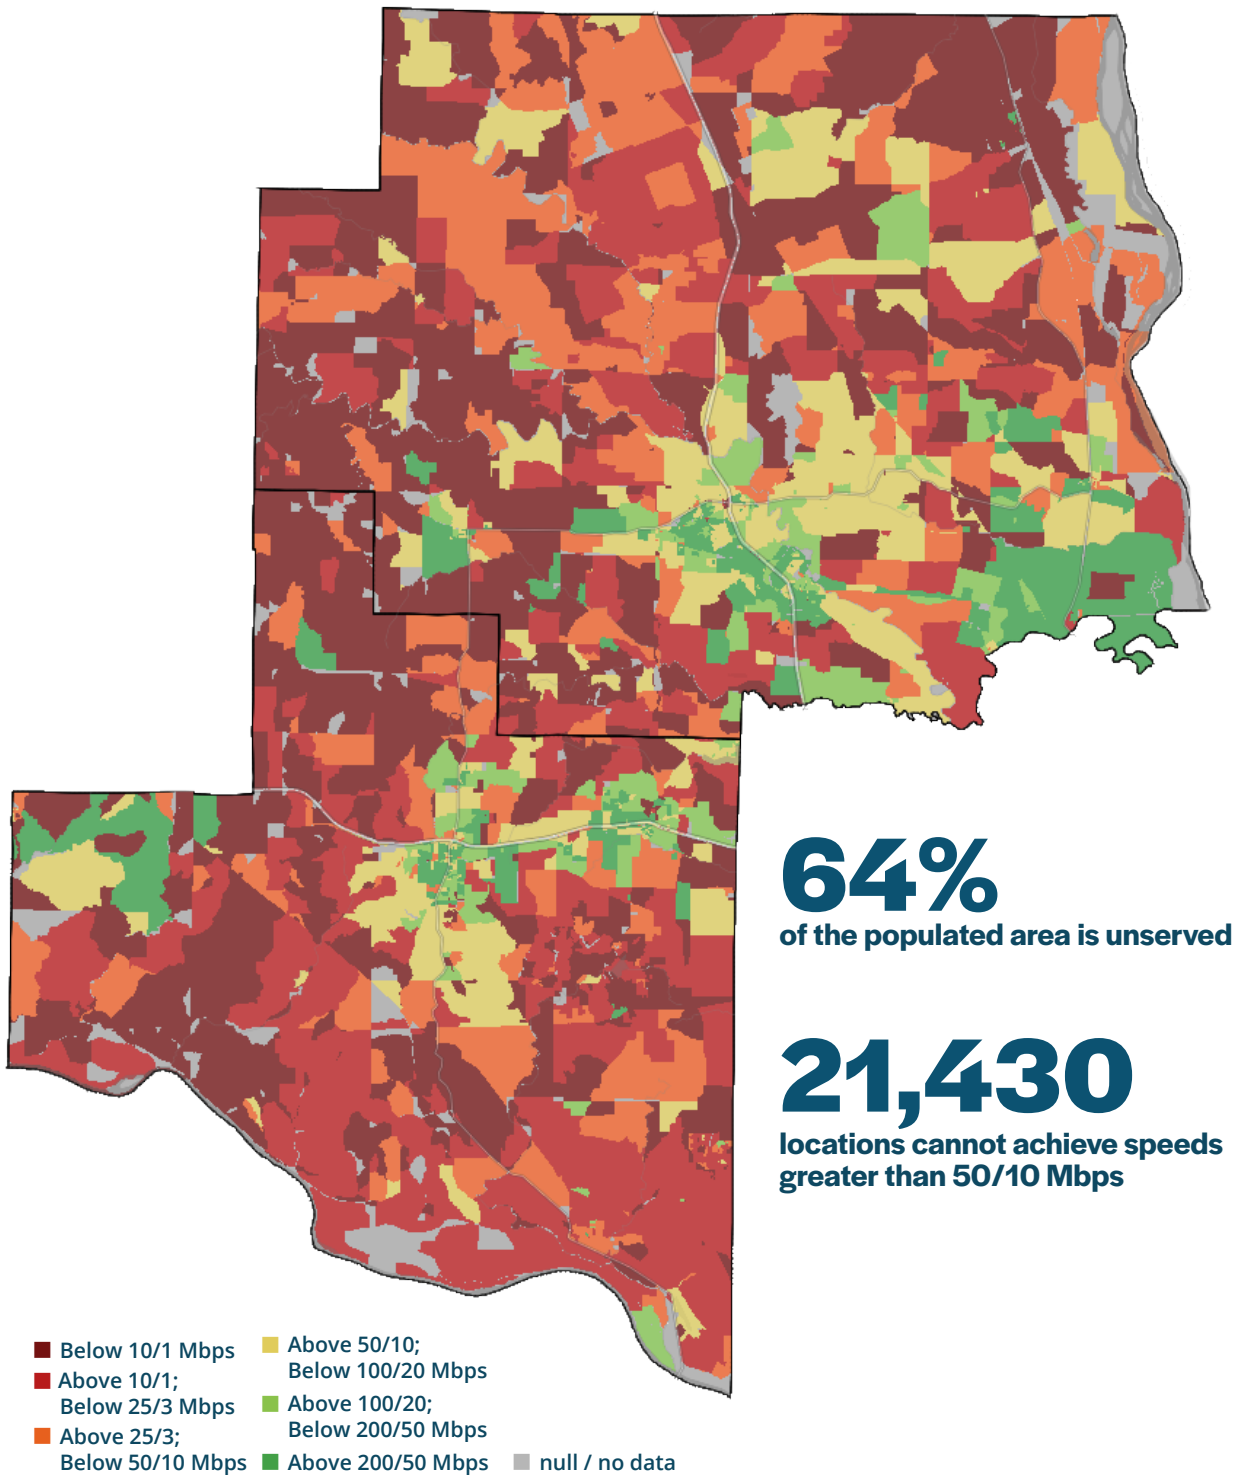 64%
of the populated area is unserved
21,430
locations cannot achieve speeds
greater than 50/10 Mbps
Below 10/1 Mbps
Above 10/1;
Below 25/3 Mbps
Above 25/3;
Below 50/10 Mbps
Above 50/10;
Below 100/20 Mbps
Above 100/20;
Below 200/50 Mbps
Above 200/50 Mbps
null / no data